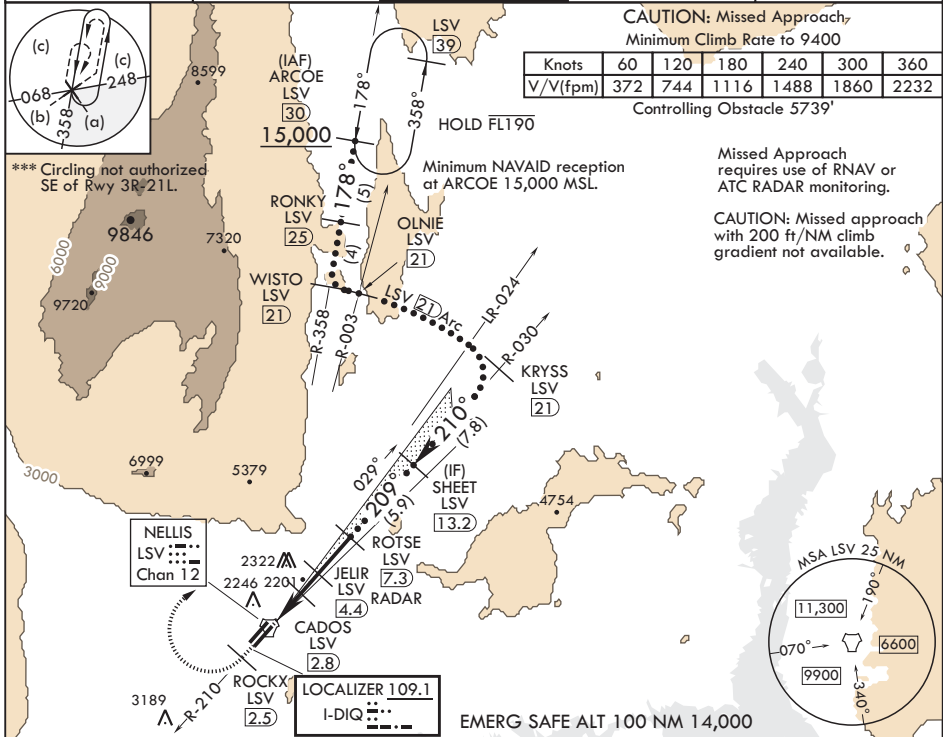 (c)
(c)
068
248
(b)
(a)
358
*** Circling not authorized
SE of Rwy 3R-21L.
8599
9846
7320
6000
9000
9720
3000
6999
5379
(IAF)
ARCOE
LSV
30
15,000
178°
358°
LSV
39
HOLD FL190
178°
(5)
Minimum NAVAID reception
at ARCOE 15,000 MSL.
RONKY
LSV
25
(4)
OLNIE
LSV
21
WISTO
LSV
21
LSV 21 Arc
R-358
R-003
LR-024
R-030
KRYSS
LSV
21
210°
(7.8)
029°
209°
(5.9)
(IF)
SHEET
LSV
13.2
ROTSE
LSV
7.3
RADAR
JELIR
LSV
4.4
CADOS
LSV
2.8
ROCKX
LSV
2.5
R-210
NELLIS
LSV
Chan 12
2322
2246
2201
3189
4754
LOCALIZER 109.1
I-DIQ
EMERG SAFE ALT 100 NM 14,000
CAUTION: Missed Approach
Minimum Climb Rate to 9400
Knots 60 120 180 240 300 360
V/V(fpm) 372 744 1116 1488 1860 2232
Controlling Obstacle 5739'
Missed Approach
requires use of RNAV or
ATC RADAR monitoring.
CAUTION: Missed approach
with 200 ft/NM climb
gradient not available.
MSA LSV 25 NM
190°
11,300
070°
6600
9900
340°